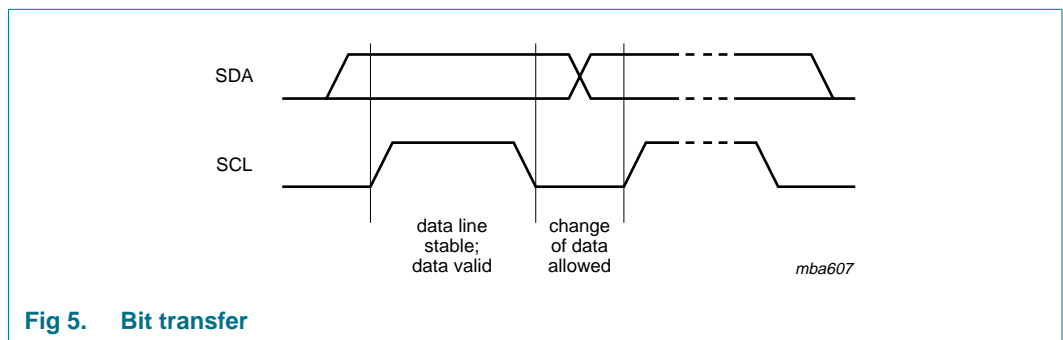 SDA
SCL
data line
stable;
data valid
change
of data
allowed
mba607
Fig 5. Bit transfer